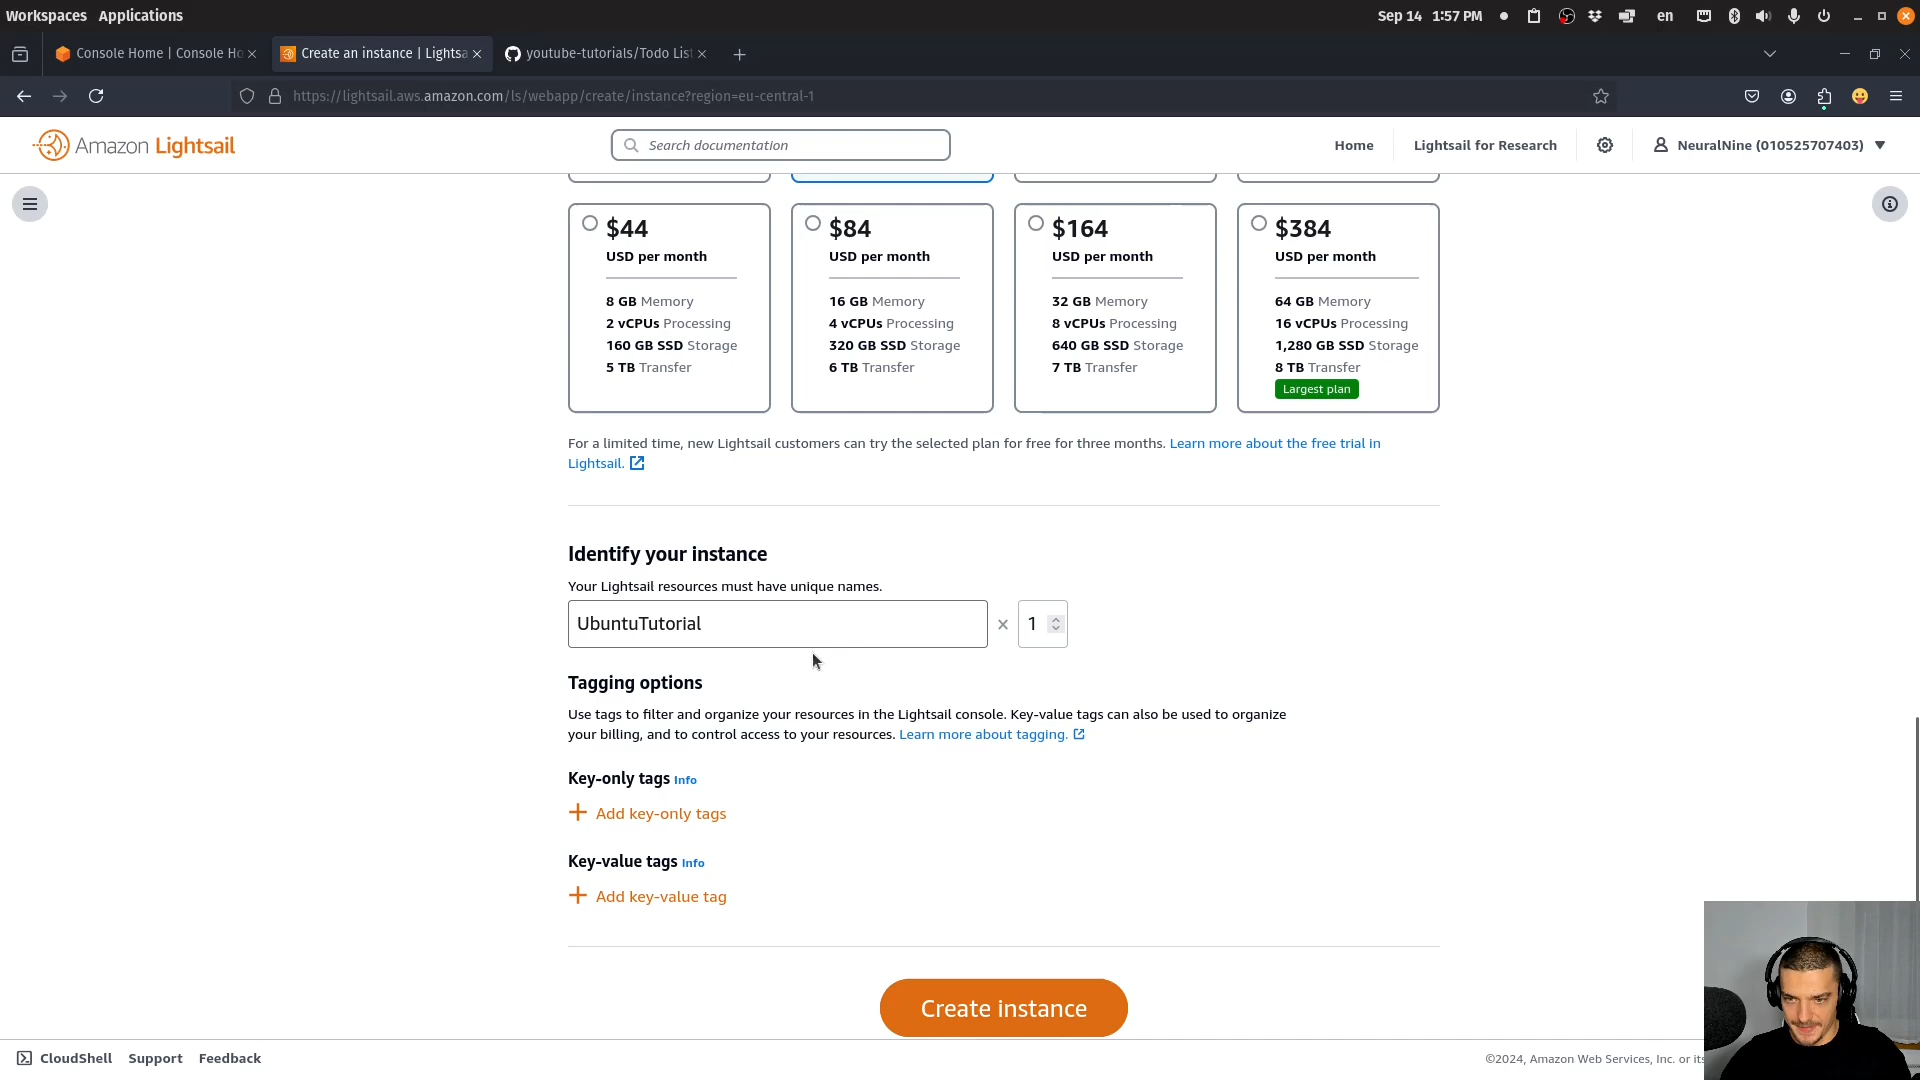 Workspaces Applications
Sep 14 1:57 PM
en
Console Home | Console Ho
Create an instance | Lightsa
youtube-tutorials/Todo List
https://lightsail.aws.amazon.com/ls/webapp/create/instance?region=eu-central-1
Amazon Lightsail
Search documentation
Home
Lightsail for Research
NeuralNine (010525707403)
$44
USD per month
8 GB Memory
2 vCPUs Processing
160 GB SSD Storage
5 TB Transfer
$84
USD per month
16 GB Memory
4 vCPUs Processing
320 GB SSD Storage
6 TB Transfer
$164
USD per month
32 GB Memory
8 vCPUs Processing
640 GB SSD Storage
7 TB Transfer
$384
USD per month
64 GB Memory
16 vCPUs Processing
1,280 GB SSD Storage
8 TB Transfer
Largest plan
For a limited time, new Lightsail customers can try the selected plan for free for three months. Learn more about the free trial in
Lightsail.
Identify your instance
Your Lightsail resources must have unique names.
UbuntuTutorial × 1
Tagging options
Use tags to filter and organize your resources in the Lightsail console. Key-value tags can also be used to organize
your billing, and to control access to your resources. Learn more about tagging.
Key-only tags Info
+ Add key-only tags
Key-value tags Info
+ Add key-value tag
Create instance
CloudShell Support Feedback
©2024, Amazon Web Services, Inc. or its